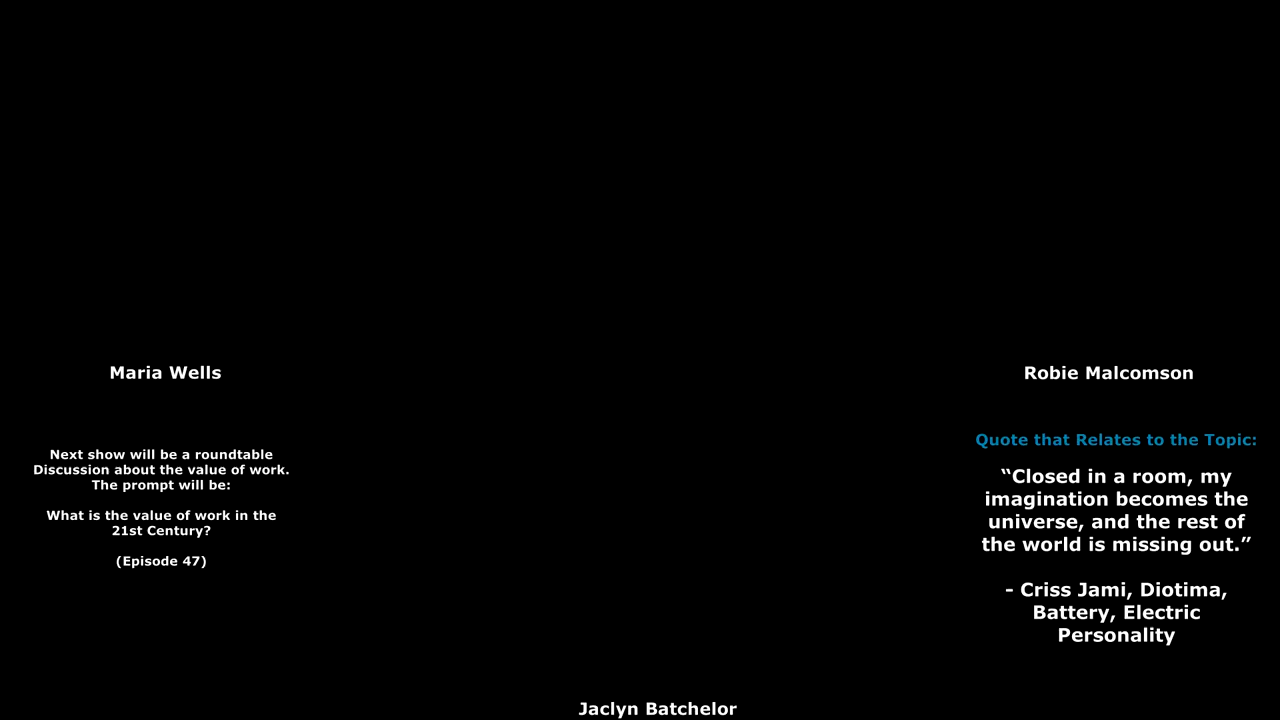 Maria Wells
Robie Malcomson
Next show will be a roundtable
Discussion about the value of work.
The prompt will be:
What is the value of work in the
21st Century?
(Episode 47)
Quote that Relates to the Topic:
“Closed in a room, my
imagination becomes the
universe, and the rest of
the world is missing out.”
- Criss Jami, Diotima,
Battery, Electric
Personality
Jaclyn Batchelor